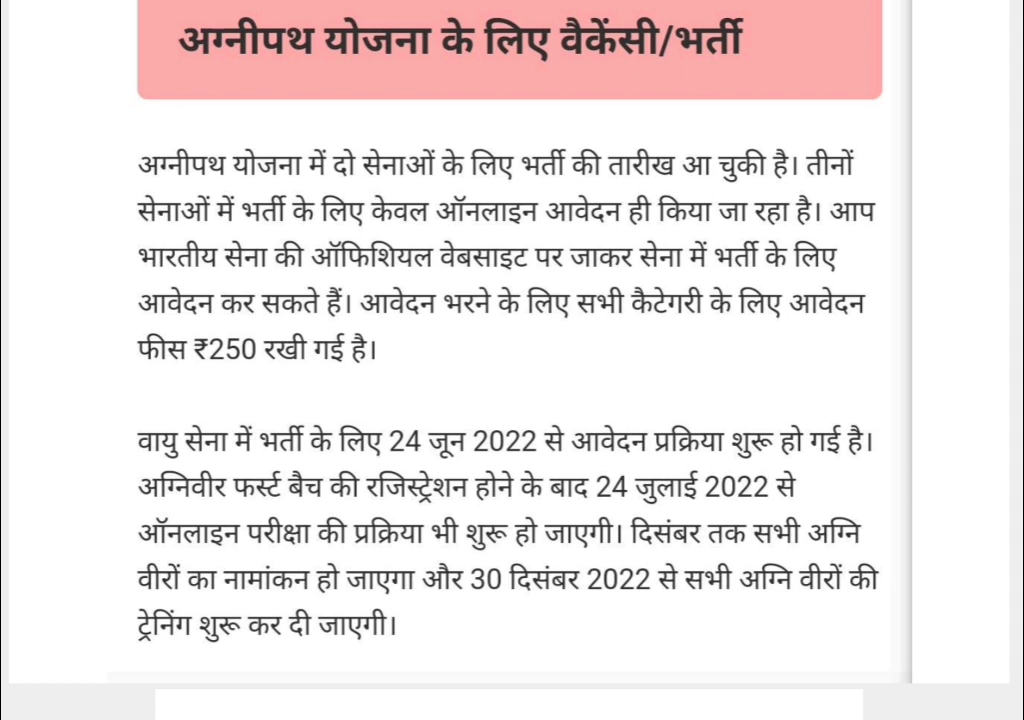 अग्नीपथ योजना के लिए वैकेंसी/भर्ती
अग्नीपथ योजना में दो सेनाओं के लिए भर्ती की तारीख आ चुकी है। तीनों
सेनाओं में भर्ती के लिए केवल ऑनलाइन आवेदन ही किया जा रहा है। आप
भारतीय सेना की ऑफिशियल वेबसाइट पर जाकर सेना में भर्ती के लिए
आवेदन कर सकते हैं। आवेदन भरने के लिए सभी कैटेगरी के लिए आवेदन
फीस ₹250 रखी गई है।
वायु सेना में भर्ती के लिए 24 जून 2022 से आवेदन प्रक्रिया शुरू हो गई है।
अग्निवीर फर्स्ट बैच की रजिस्ट्रेशन होने के बाद 24 जुलाई 2022 से
ऑनलाइन परीक्षा की प्रक्रिया भी शुरू हो जाएगी। दिसंबर तक सभी अग्नि
वीरों का नामांकन हो जाएगा और 30 दिसंबर 2022 से सभी अग्नि वीरों की
ट्रेनिंग शुरू कर दी जाएगी।